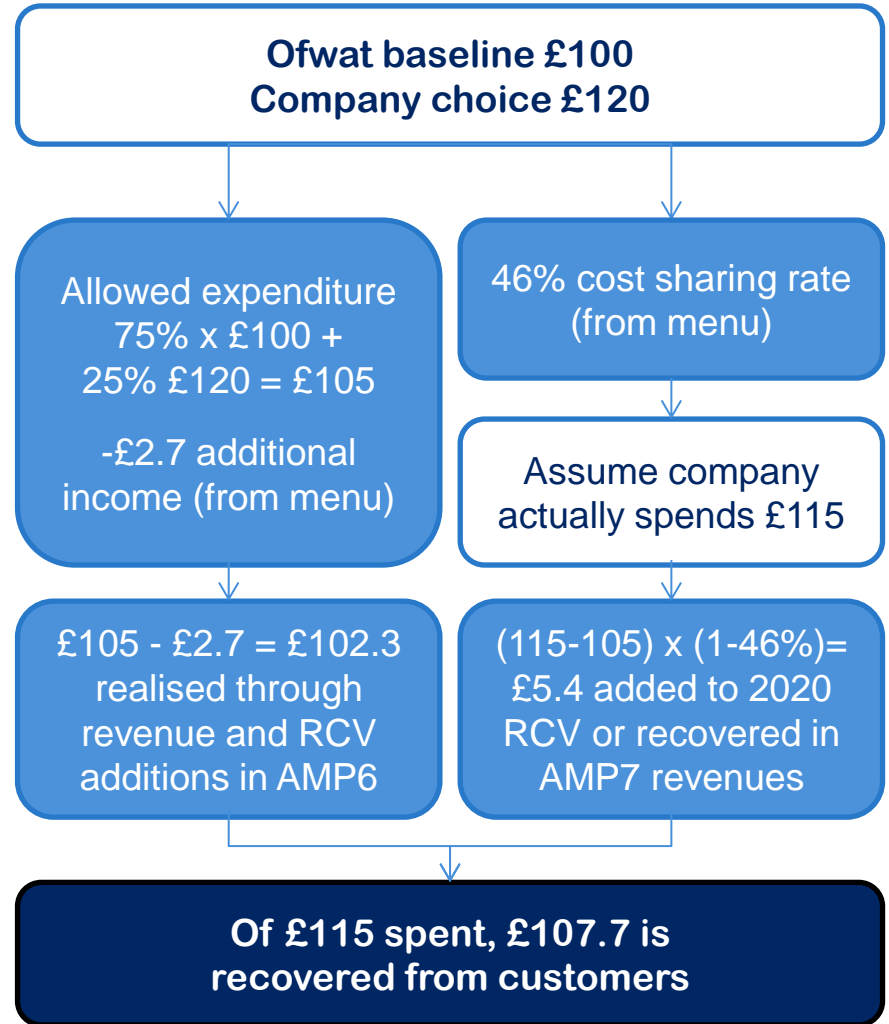 Ofwat baseline £100
Company choice £120
Allowed expenditure
75% x £100 +
25% £120 = £105
-£2.7 additional
income (from menu)
46% cost sharing rate
(from menu)
Assume company
actually spends £115
£105 - £2.7 = £102.3
realised through
revenue and RCV
additions in AMP6
(115-105) x (1-46%)=
£5.4 added to 2020
RCV or recovered in
AMP7 revenues
Of £115 spent, £107.7 is
recovered from customers